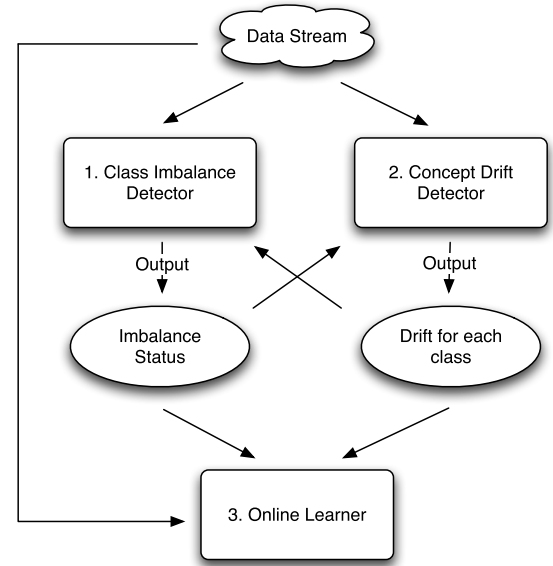 Data Stream
1. Class Imbalance
Detector
2. Concept Drift
Detector
Output
Output
Imbalance
Status
Drift for each
class
3. Online Learner